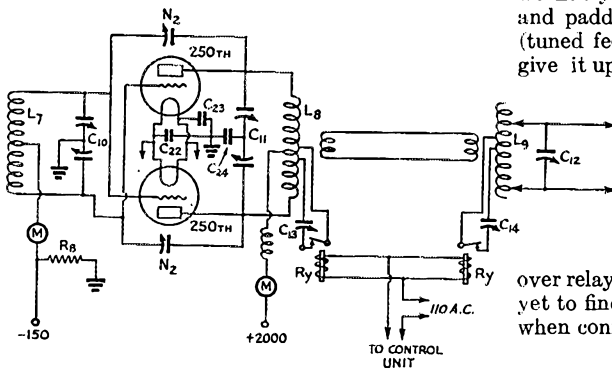 and padd
(tuned fe
give it up
N2
250TH
L7
C10
C23
C22
C24
C11
L8
L9
C12
250TH
N2
C13
C14
M
R8
M
Ry
Ry
110 A.C.
-150
+2000
TO CONTROL
UNIT
over relay
yet to find
when con